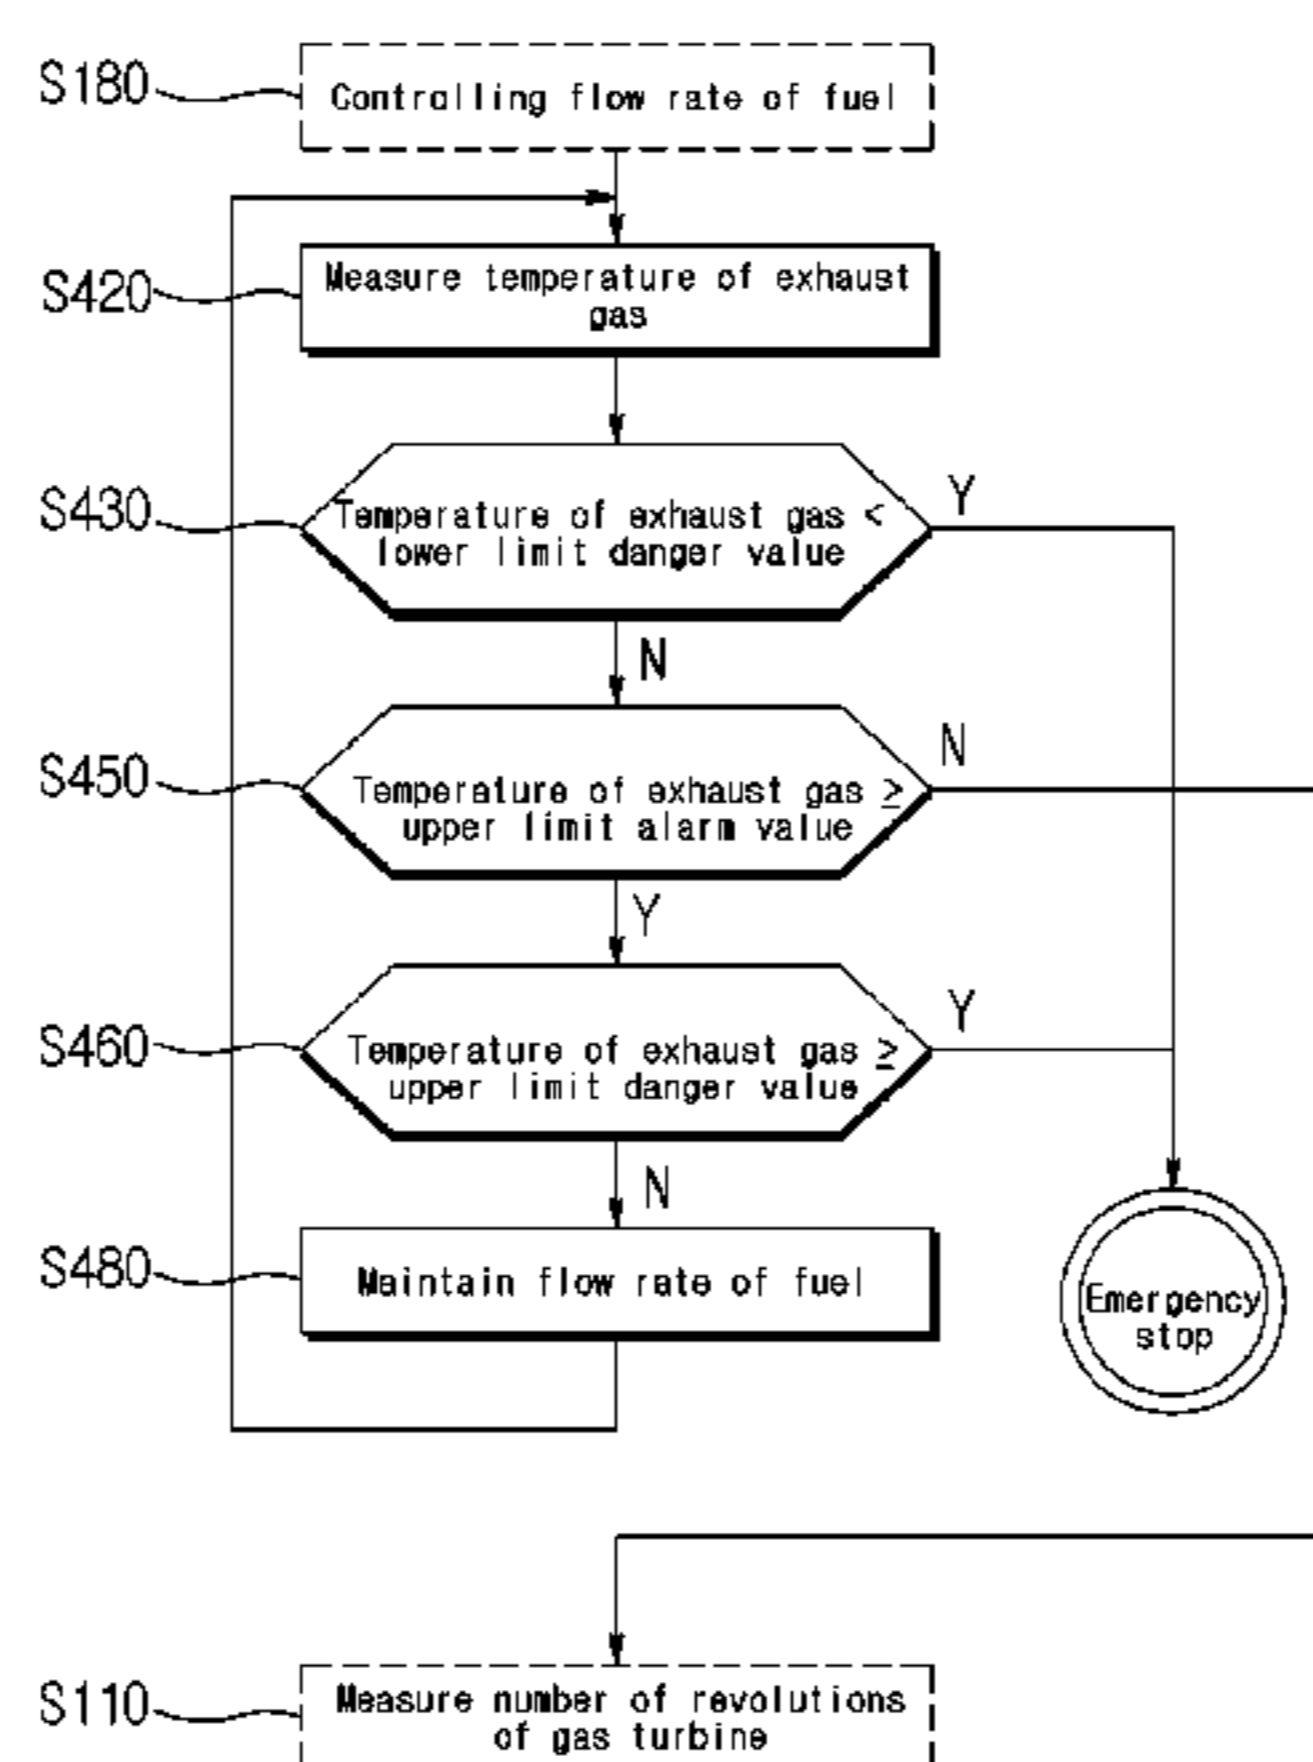 S180
Controlling flow rate of fuel
S420
Measure temperature of exhaust
gas
S430
Temperature of exhaust gas <
lower limit danger value
Y
N
S450
Temperature of exhaust gas ≥
upper limit alarm value
N
Y
S460
Temperature of exhaust gas ≥
upper limit danger value
Y
N
S480
Maintain flow rate of fuel
Emergency
stop
S110
Measure number of revolutions
of gas turbine